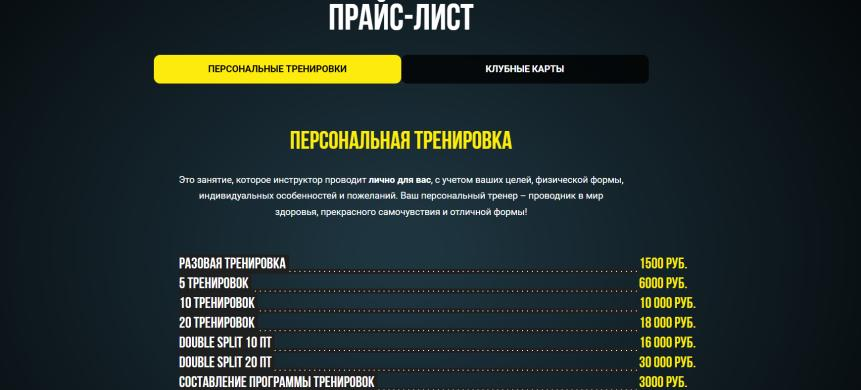 ПРАЙС-ЛИСТ
ПЕРСОНАЛЬНЫЕ ТРЕНИРОВКИ
КЛУБНЫЕ КАРТЫ
ПЕРСОНАЛЬНАЯ ТРЕНИРОВКА
Это занятие, которое инструктор проводит лично для вас, с учетом ваших целей, физической формы,
индивидуальных особенностей и пожеланий. Ваш персональный тренер – проводник в мир
здоровья, прекрасного самочувствия и отличной формы!
РАЗОВАЯ ТРЕНИРОВКА 1500 РУБ.
5 ТРЕНИРОВОК 6000 РУБ.
10 ТРЕНИРОВОК 10 000 РУБ.
20 ТРЕНИРОВОК 18 000 РУБ.
DOUBLE SPLIT 10 ПТ 16 000 РУБ.
DOUBLE SPLIT 20 ПТ 30 000 РУБ.
СОСТАВЛЕНИЕ ПРОГРАММЫ ТРЕНИРОВОК 3000 РУБ.